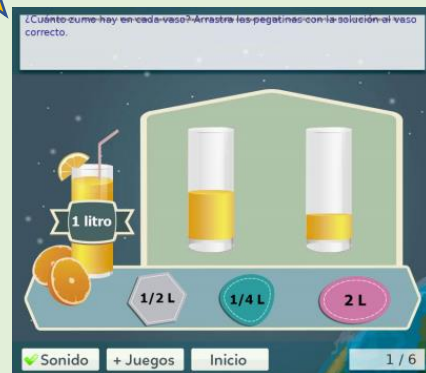 ¿Cuánto zumo hay en cada vaso? Arrastra las pegatinas con la solución al vaso
correcto.
1 litro
1/2 L
1/4 L
2 L
Sonido
+ Juegos
Inicio
1 / 6